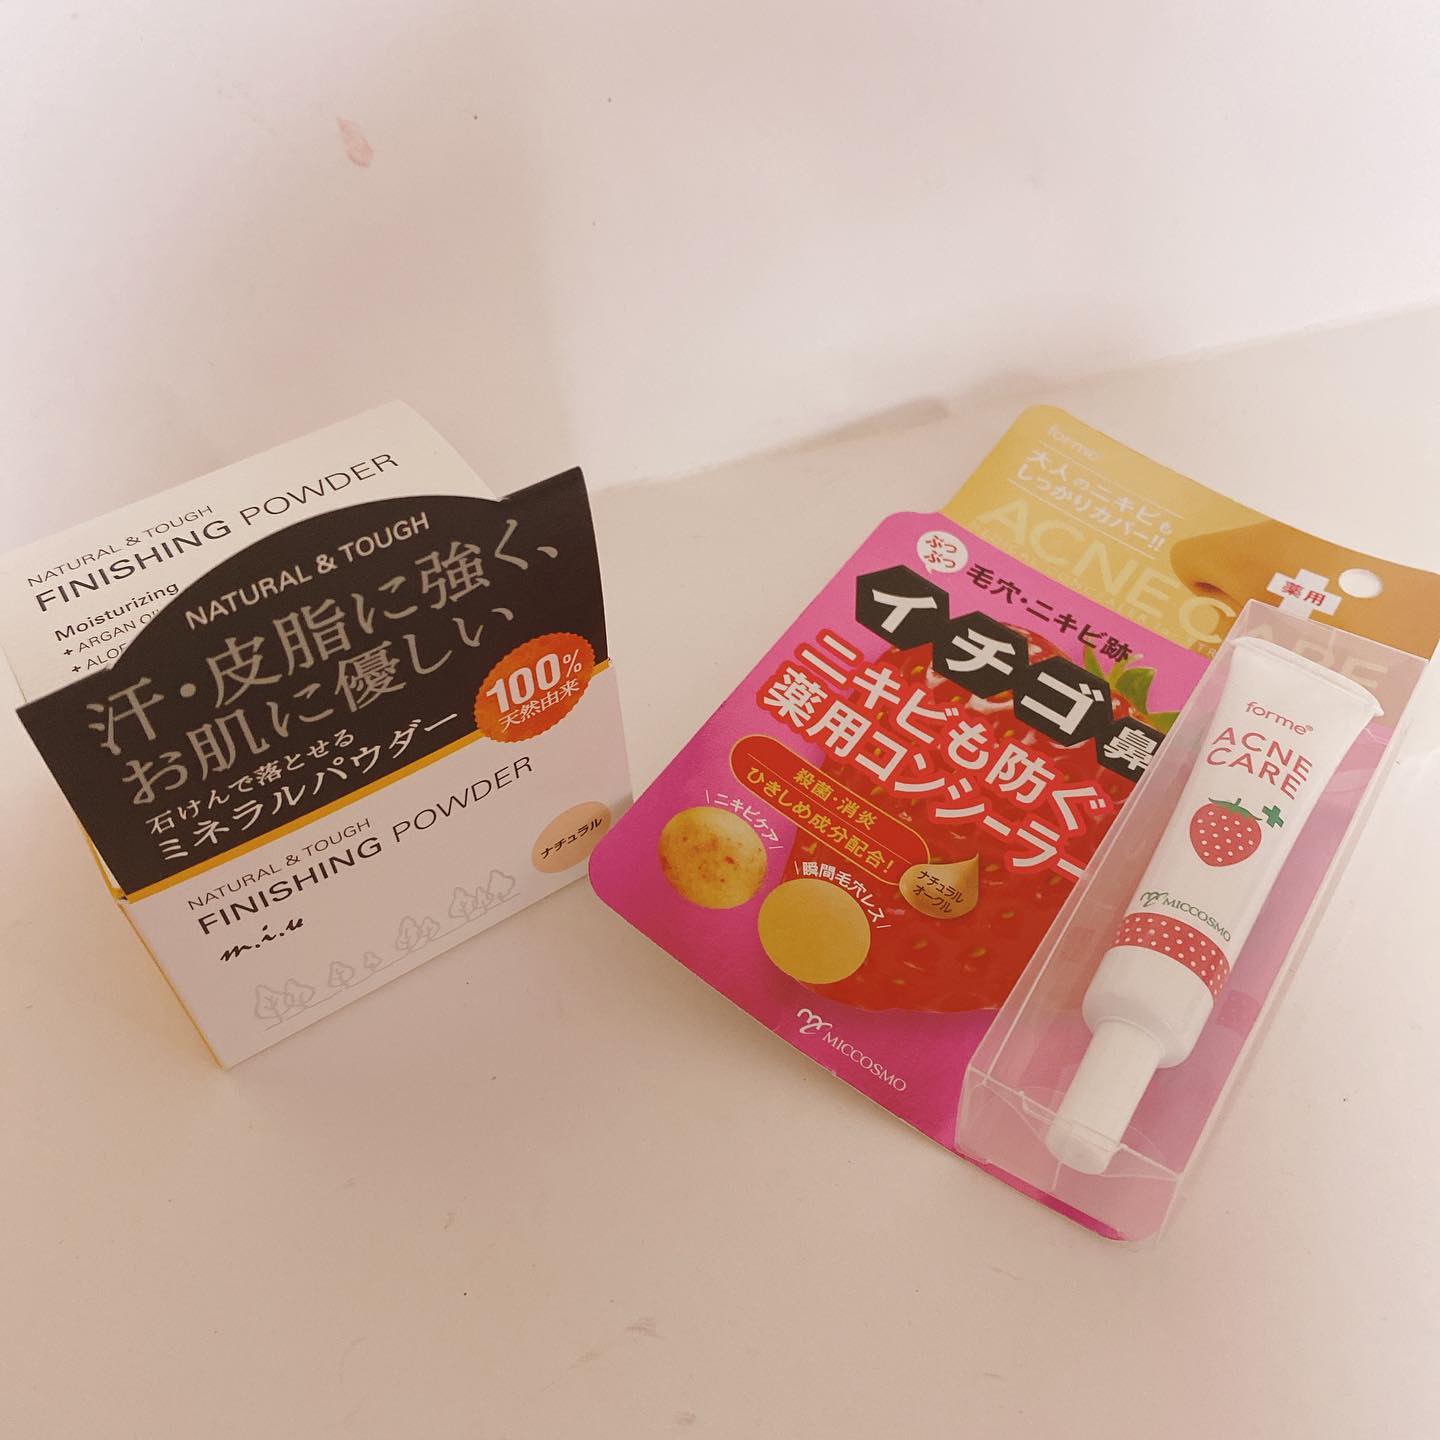 NATURAL & TOUGH
FINISHING POWDER
Moisturizing
+ ARGAN
+ ALOE
NATURAL & TOUGH
汗・皮脂に強く、
お肌に優しい
石けんで落とせる
ミネラルパウダー
100%
天然由来
NATURAL & TOUGH
FINISHING POWDER
m.i.u
ナチュラル
forme
大人のニキビも
しっかりカバー!!
ACNE CARE
薬用
ぶつ
ぶつ
毛穴・ニキビ跡
イチゴ鼻
ニキビも防ぐ
薬用コンシーラー
殺菌・消炎
ひきしめ成分配合!
\ニキビケア/
\瞬間毛穴レス/
ナチュラル
オークル
MICCOSMO
forme®
ACNE
CARE
MICCOSMO